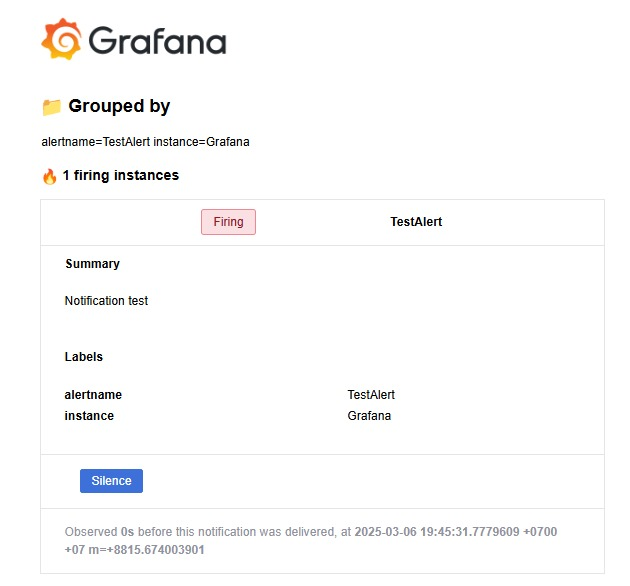 Grafana
Grouped by
alertname=TestAlert instance=Grafana
1 firing instances
Firing TestAlert
Summary
Notification test
Labels
alertname TestAlert
instance Grafana
Silence
Observed 0s before this notification was delivered, at 2025-03-06 19:45:31.7779609 +0700
+07 m=+8815.674003901